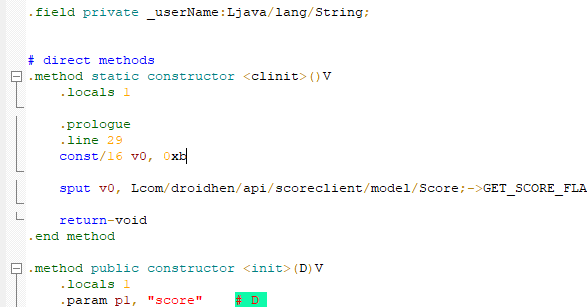 .field private _userName:Ljava/lang/String;
# direct methods
.method static constructor <clinit>()V
.locals 1
.prologue
.line 29
const/16 v0, 0xb
sput v0, Lcom/droidhen/api/scoreclient/model/Score;->GET_SCORE_FLA
return-void
.end method
.method public constructor <init>(D)V
.locals 1
.param p1, "score"    # D